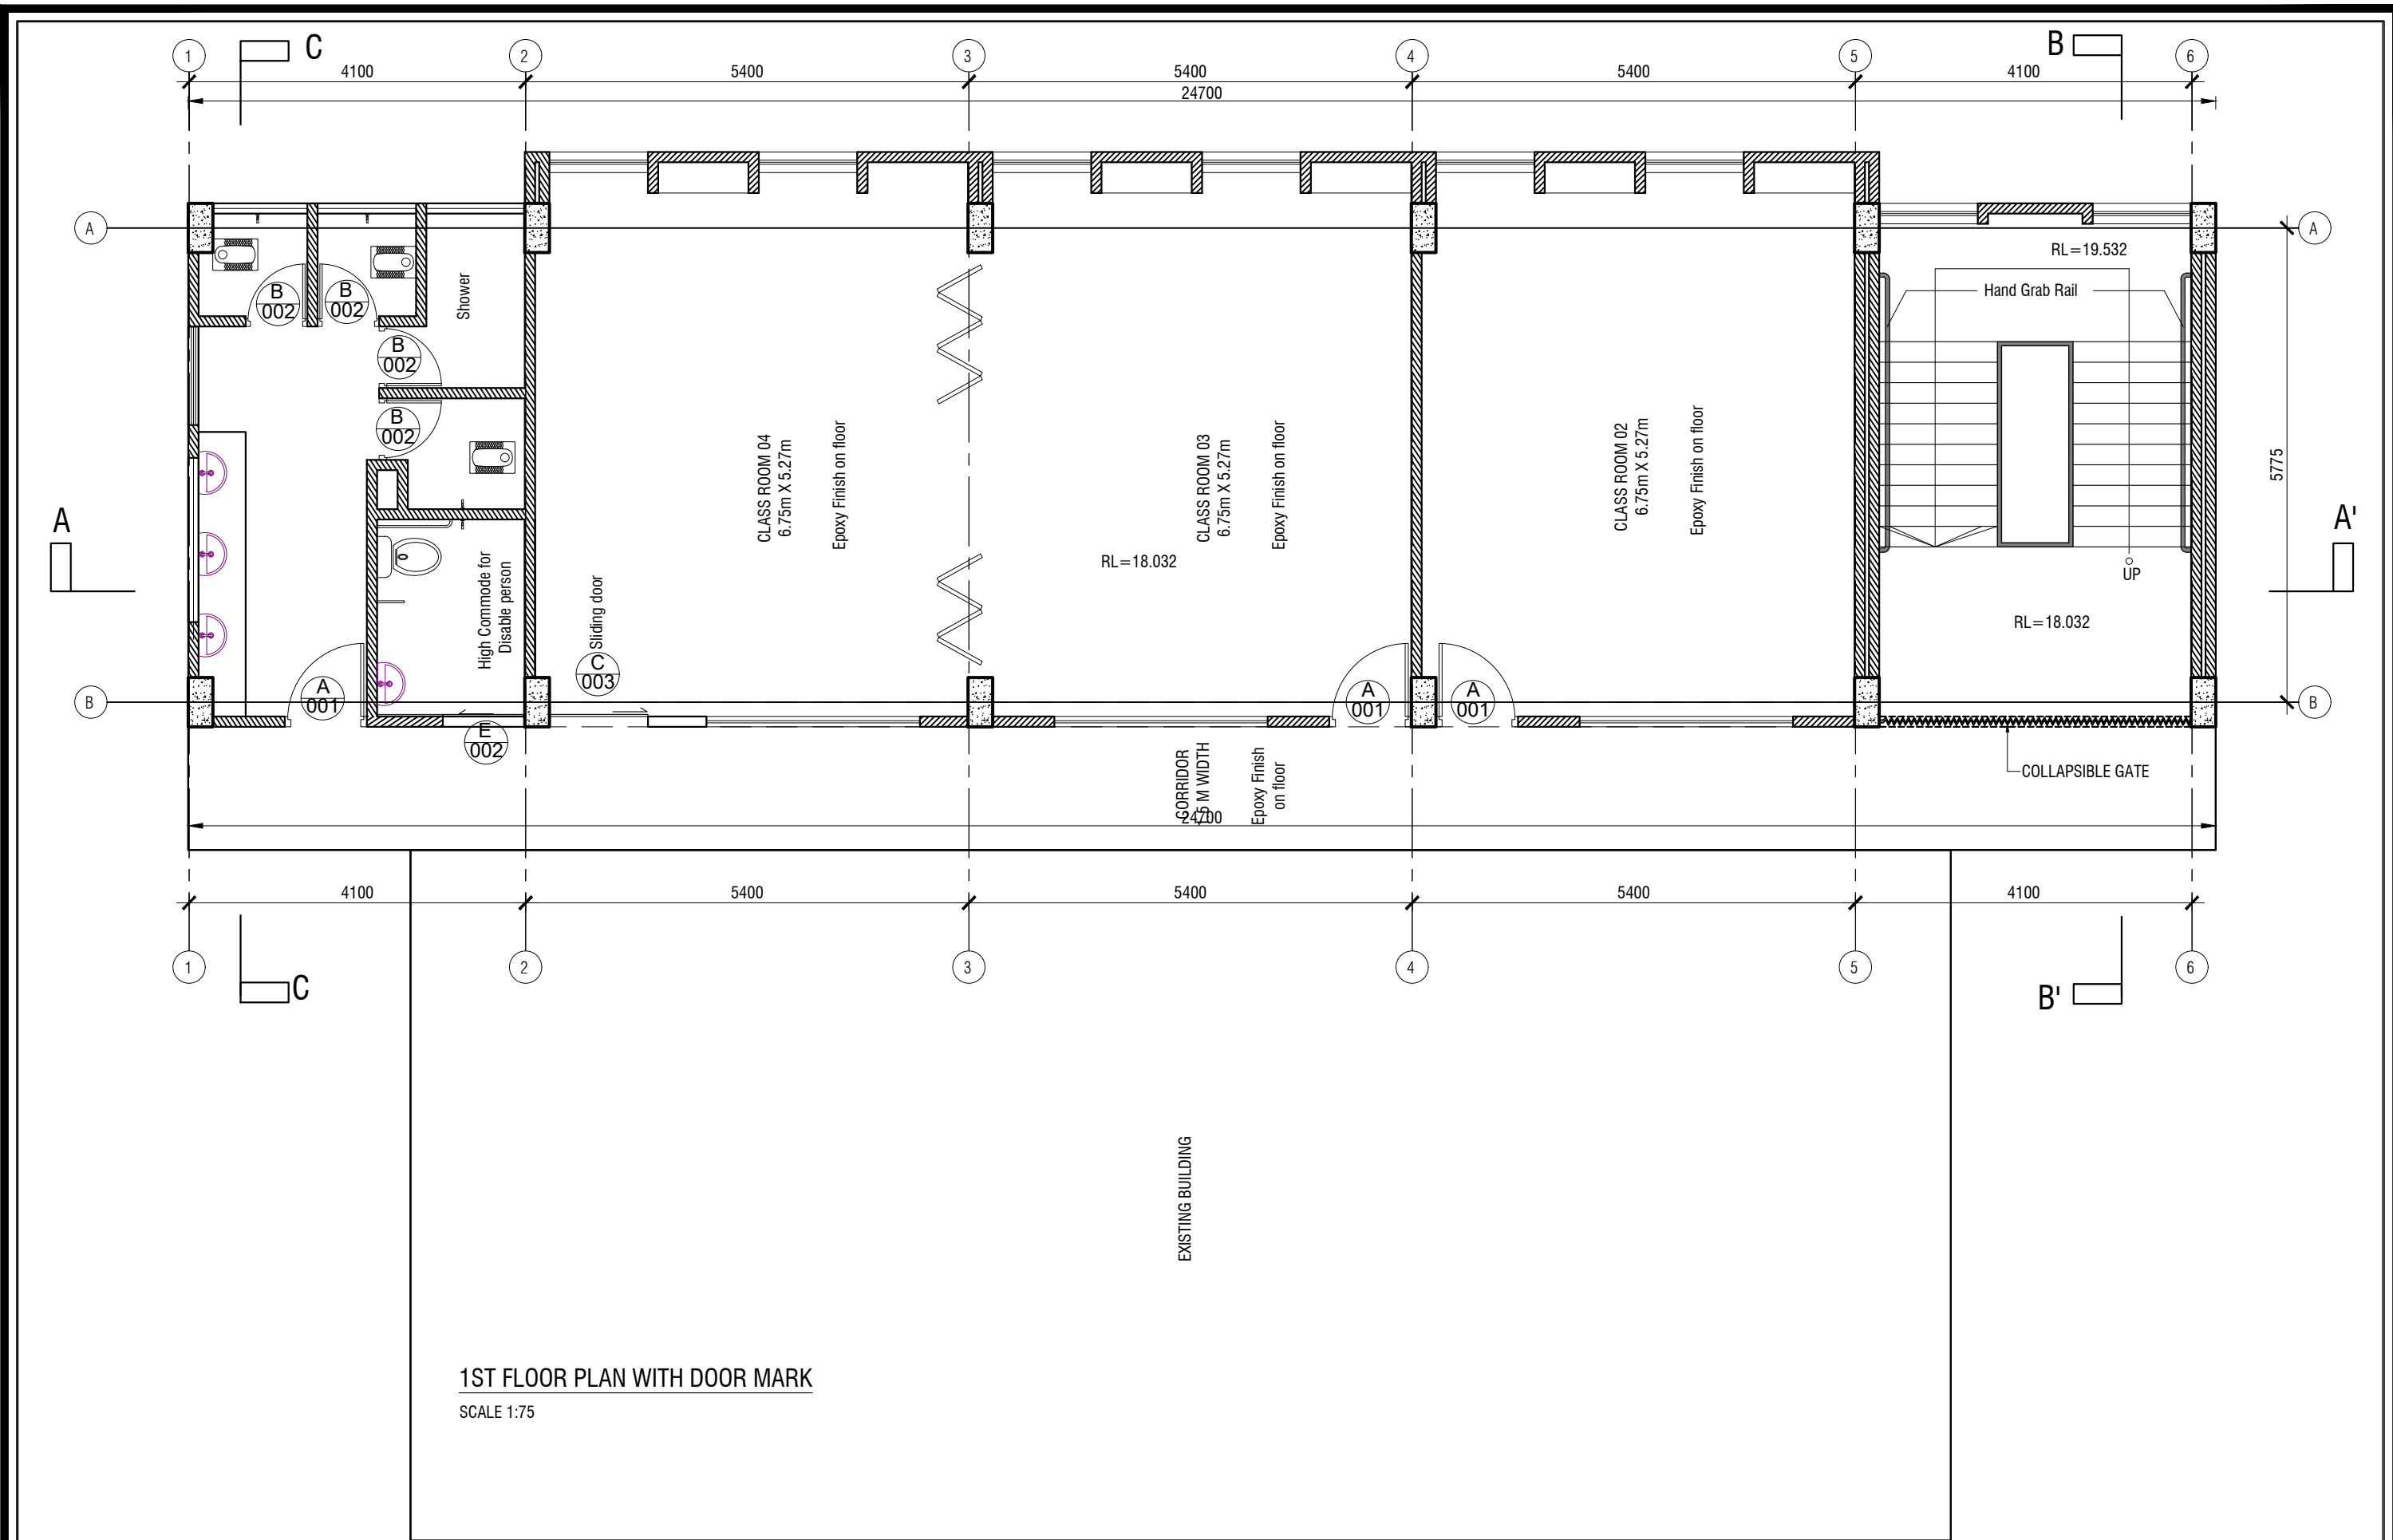 C
B
1
2
3
4
5
6
4100
5400
5400
5400
4100
24700
A
A
RL=19.532
Hand Grab Rail
B
002
B
002
Shower
B
002
B
002
CLASS ROOM 04
6.75m X 5.27m
Epoxy Finish on floor
CLASS ROOM 03
6.75m X 5.27m
Epoxy Finish on floor
CLASS ROOM 02
6.75m X 5.27m
Epoxy Finish on floor
5775
A
A'
RL=18.032
UP
High Commode for
Disable person
Sliding door
C
003
RL=18.032
A
001
A
001
A
001
B
B
E
002
CORRIDOR
M WIDTH
Epoxy Finish
on floor
COLLAPSIBLE GATE
24700
4100
5400
5400
5400
4100
1
2
3
4
5
6
C
B'
EXISTING BUILDING
1ST FLOOR PLAN WITH DOOR MARK
SCALE 1:75